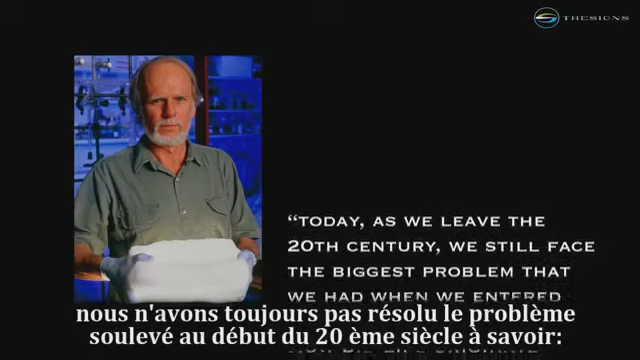 THESIGNS
“TODAY, AS WE LEAVE THE
20TH CENTURY, WE STILL FACE
THE BIGGEST PROBLEM THAT
WE HAD WHEN WE ENTERED
nous n'avons toujours pas résolu le problème
soulevé au début du 20 ème siècle à savoir: